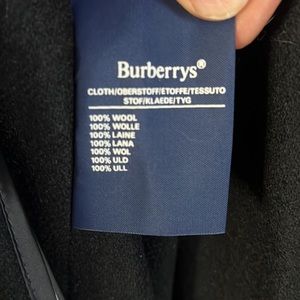 Burberrys®
CLOTH/OBERSTOFF/ETOFFE/TESSUTO
STOF/KLAEDE/TYG
100% WOOL
100% WOLLE
100% LAINE
100% LANA
100% WOL
100% ULD
100% ULL